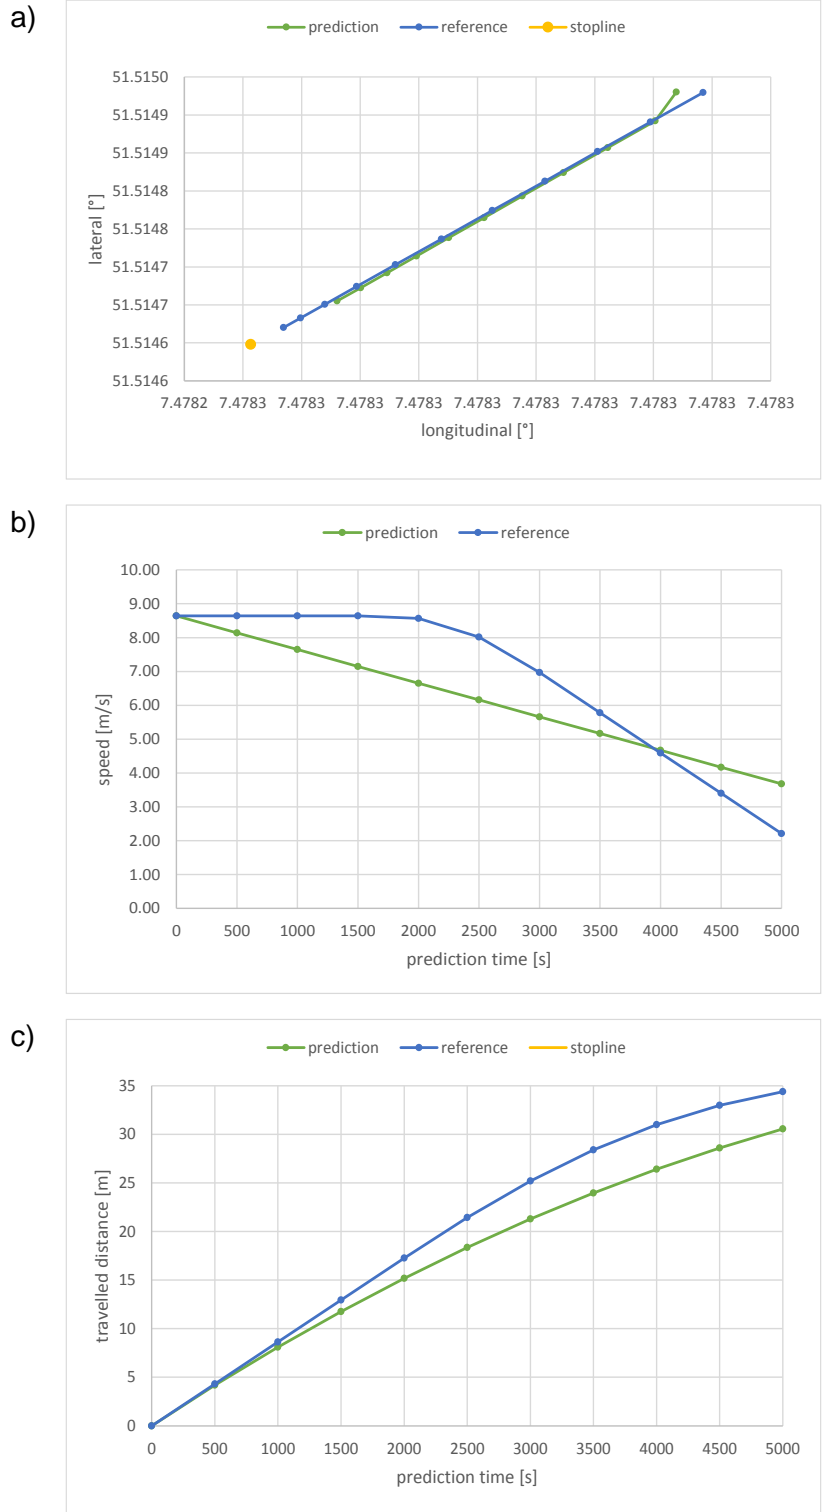 a)
prediction reference stopline
51.5150
51.5149
51.5149
51.5148
51.5148
51.5147
51.5147
51.5146
51.5146
lateral [°]
7.4782 7.4783 7.4783 7.4783 7.4783 7.4783 7.4783 7.4783 7.4783 7.4783 7.4783
longitudinal [°]
b)
prediction reference
10.00
9.00
8.00
7.00
6.00
5.00
4.00
3.00
2.00
1.00
0.00
speed [m/s]
0 500 1000 1500 2000 2500 3000 3500 4000 4500 5000
prediction time [s]
c)
prediction reference stopline
35
30
25
20
15
10
5
0
travelled distance [m]
0 500 1000 1500 2000 2500 3000 3500 4000 4500 5000
prediction time [s]